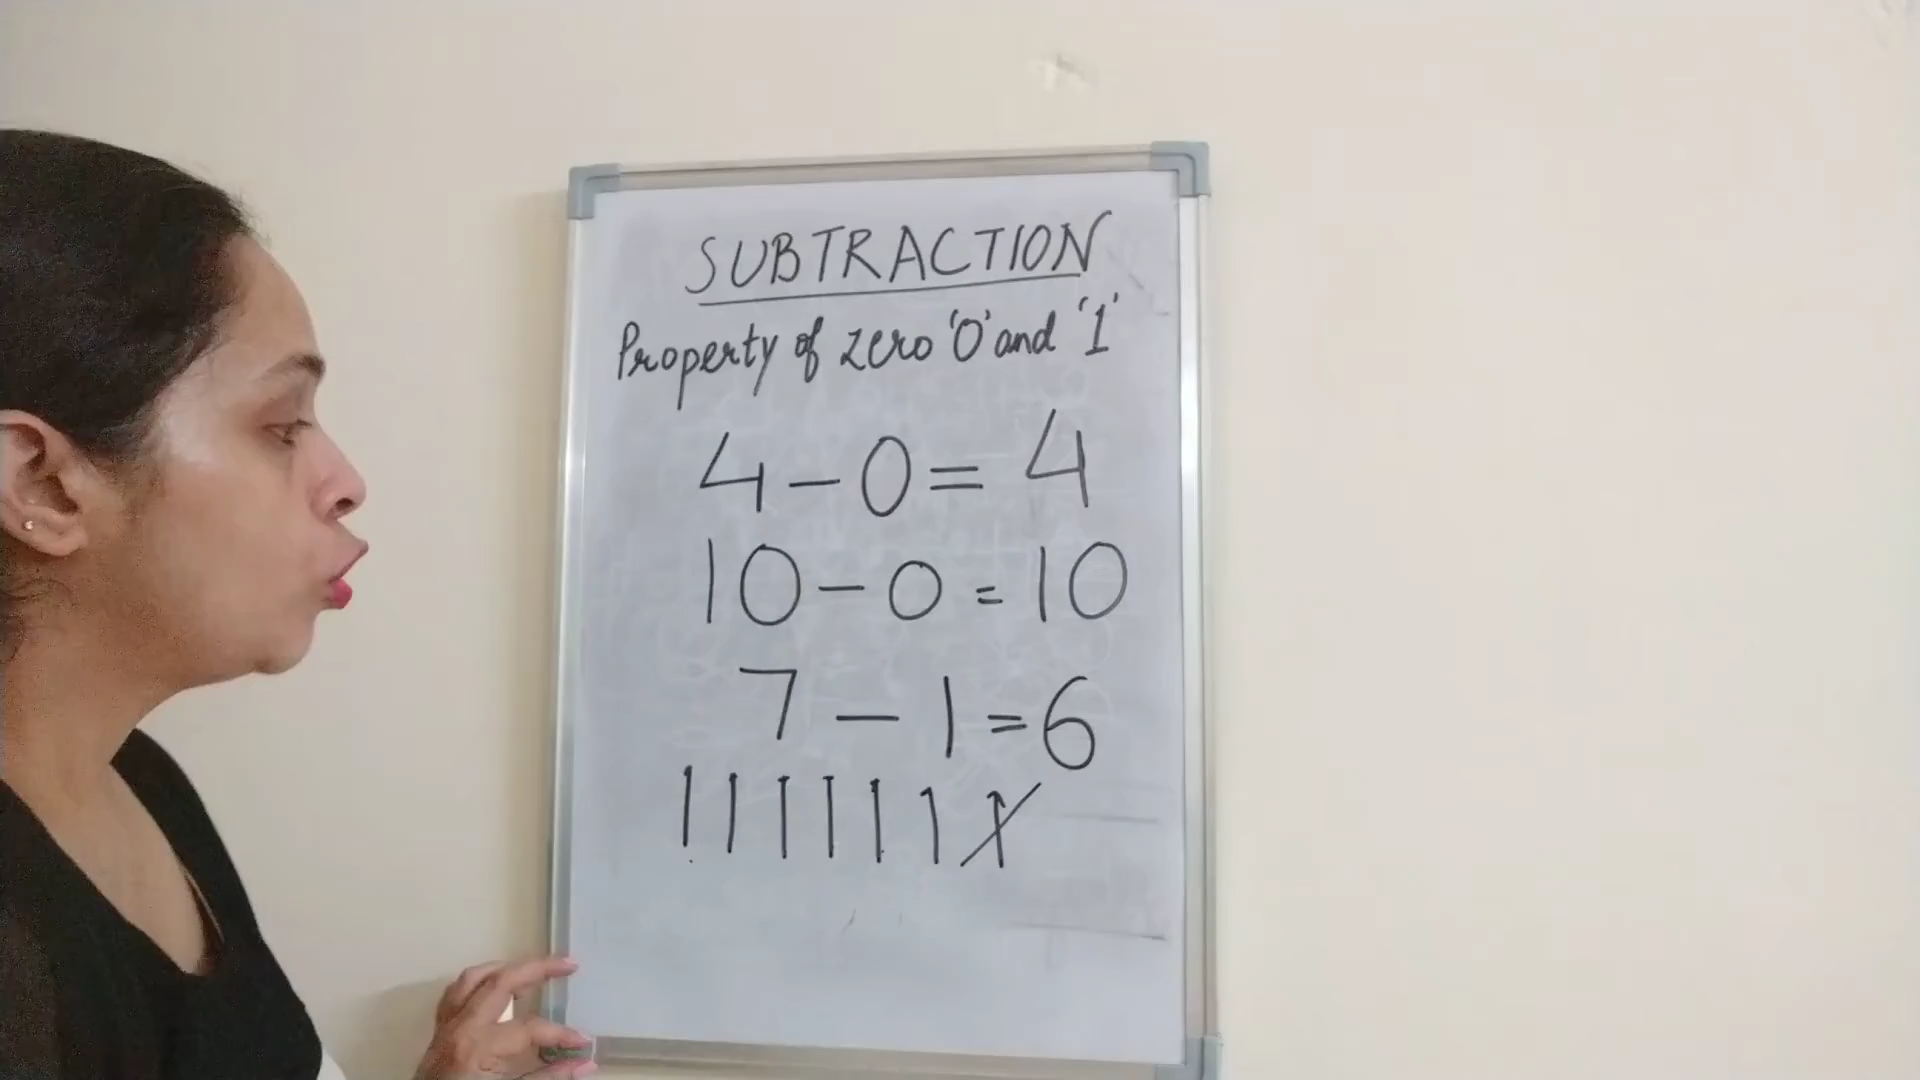 SUBTRACTION
Property of zero '0' and '1'
4 - 0 = 4
10 - 0 = 10
7 - 1 = 6